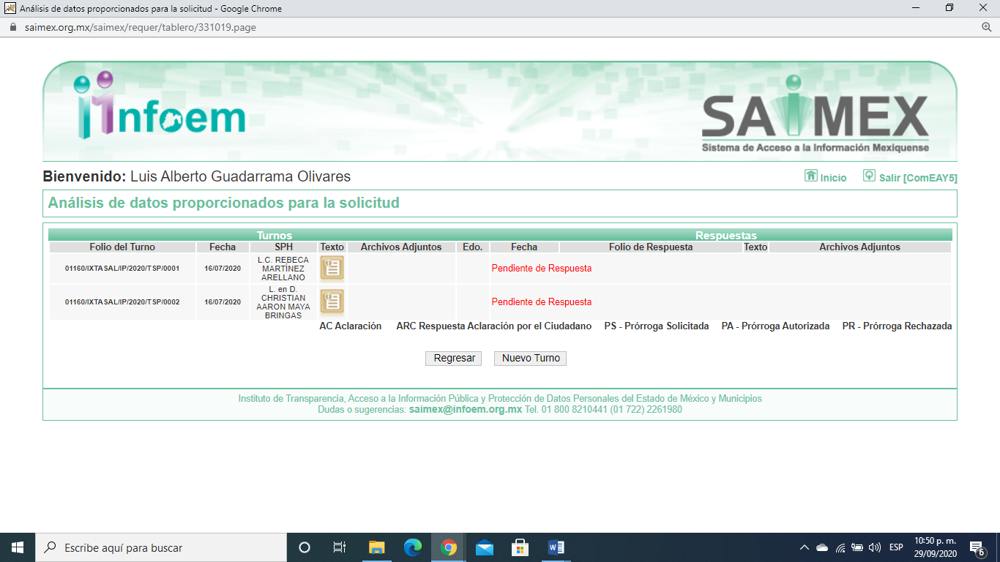 Análisis de datos proporcionados para la solicitud - Google Chrome
saimex.org.mx/saimex/requer/tablero/331019.page
infoem
SAIMEX
Sistema de Acceso a la Información Mexiquense
Bienvenido: Luis Alberto Guadarrama Olivares
Inicio Salir [ComEAY5]
Análisis de datos proporcionados para la solicitud
Turnos Respuestas
Folio del Turno Fecha SPH Texto Archivos Adjuntos Edo. Fecha Folio de Respuesta Texto Archivos Adjuntos
01160/IXTASAL/IP/2020/TSP/0001 16/07/2020 L.C. REBECA
MARTÍNEZ
ARELLANO
Pendiente de Respuesta
01160/IXTASAL/IP/2020/TSP/0002 16/07/2020 L. en D.
CHRISTIAN
AARON MAYA
BRINGAS
Pendiente de Respuesta
AC Aclaración ARC Respuesta Aclaración por el Ciudadano PS - Prórroga Solicitada PA - Prórroga Autorizada PR - Prórroga Rechazada
Regresar Nuevo Turno
Instituto de Transparencia, Acceso a la Información Pública y Protección de Datos Personales del Estado de México y Municipios
Dudas o sugerencias: saimex@infoem.org.mx Tel. 01 800 8210441 (01 722) 2261980
Escribe aquí para buscar
ESP
10:50 p. m.
29/09/2020
6